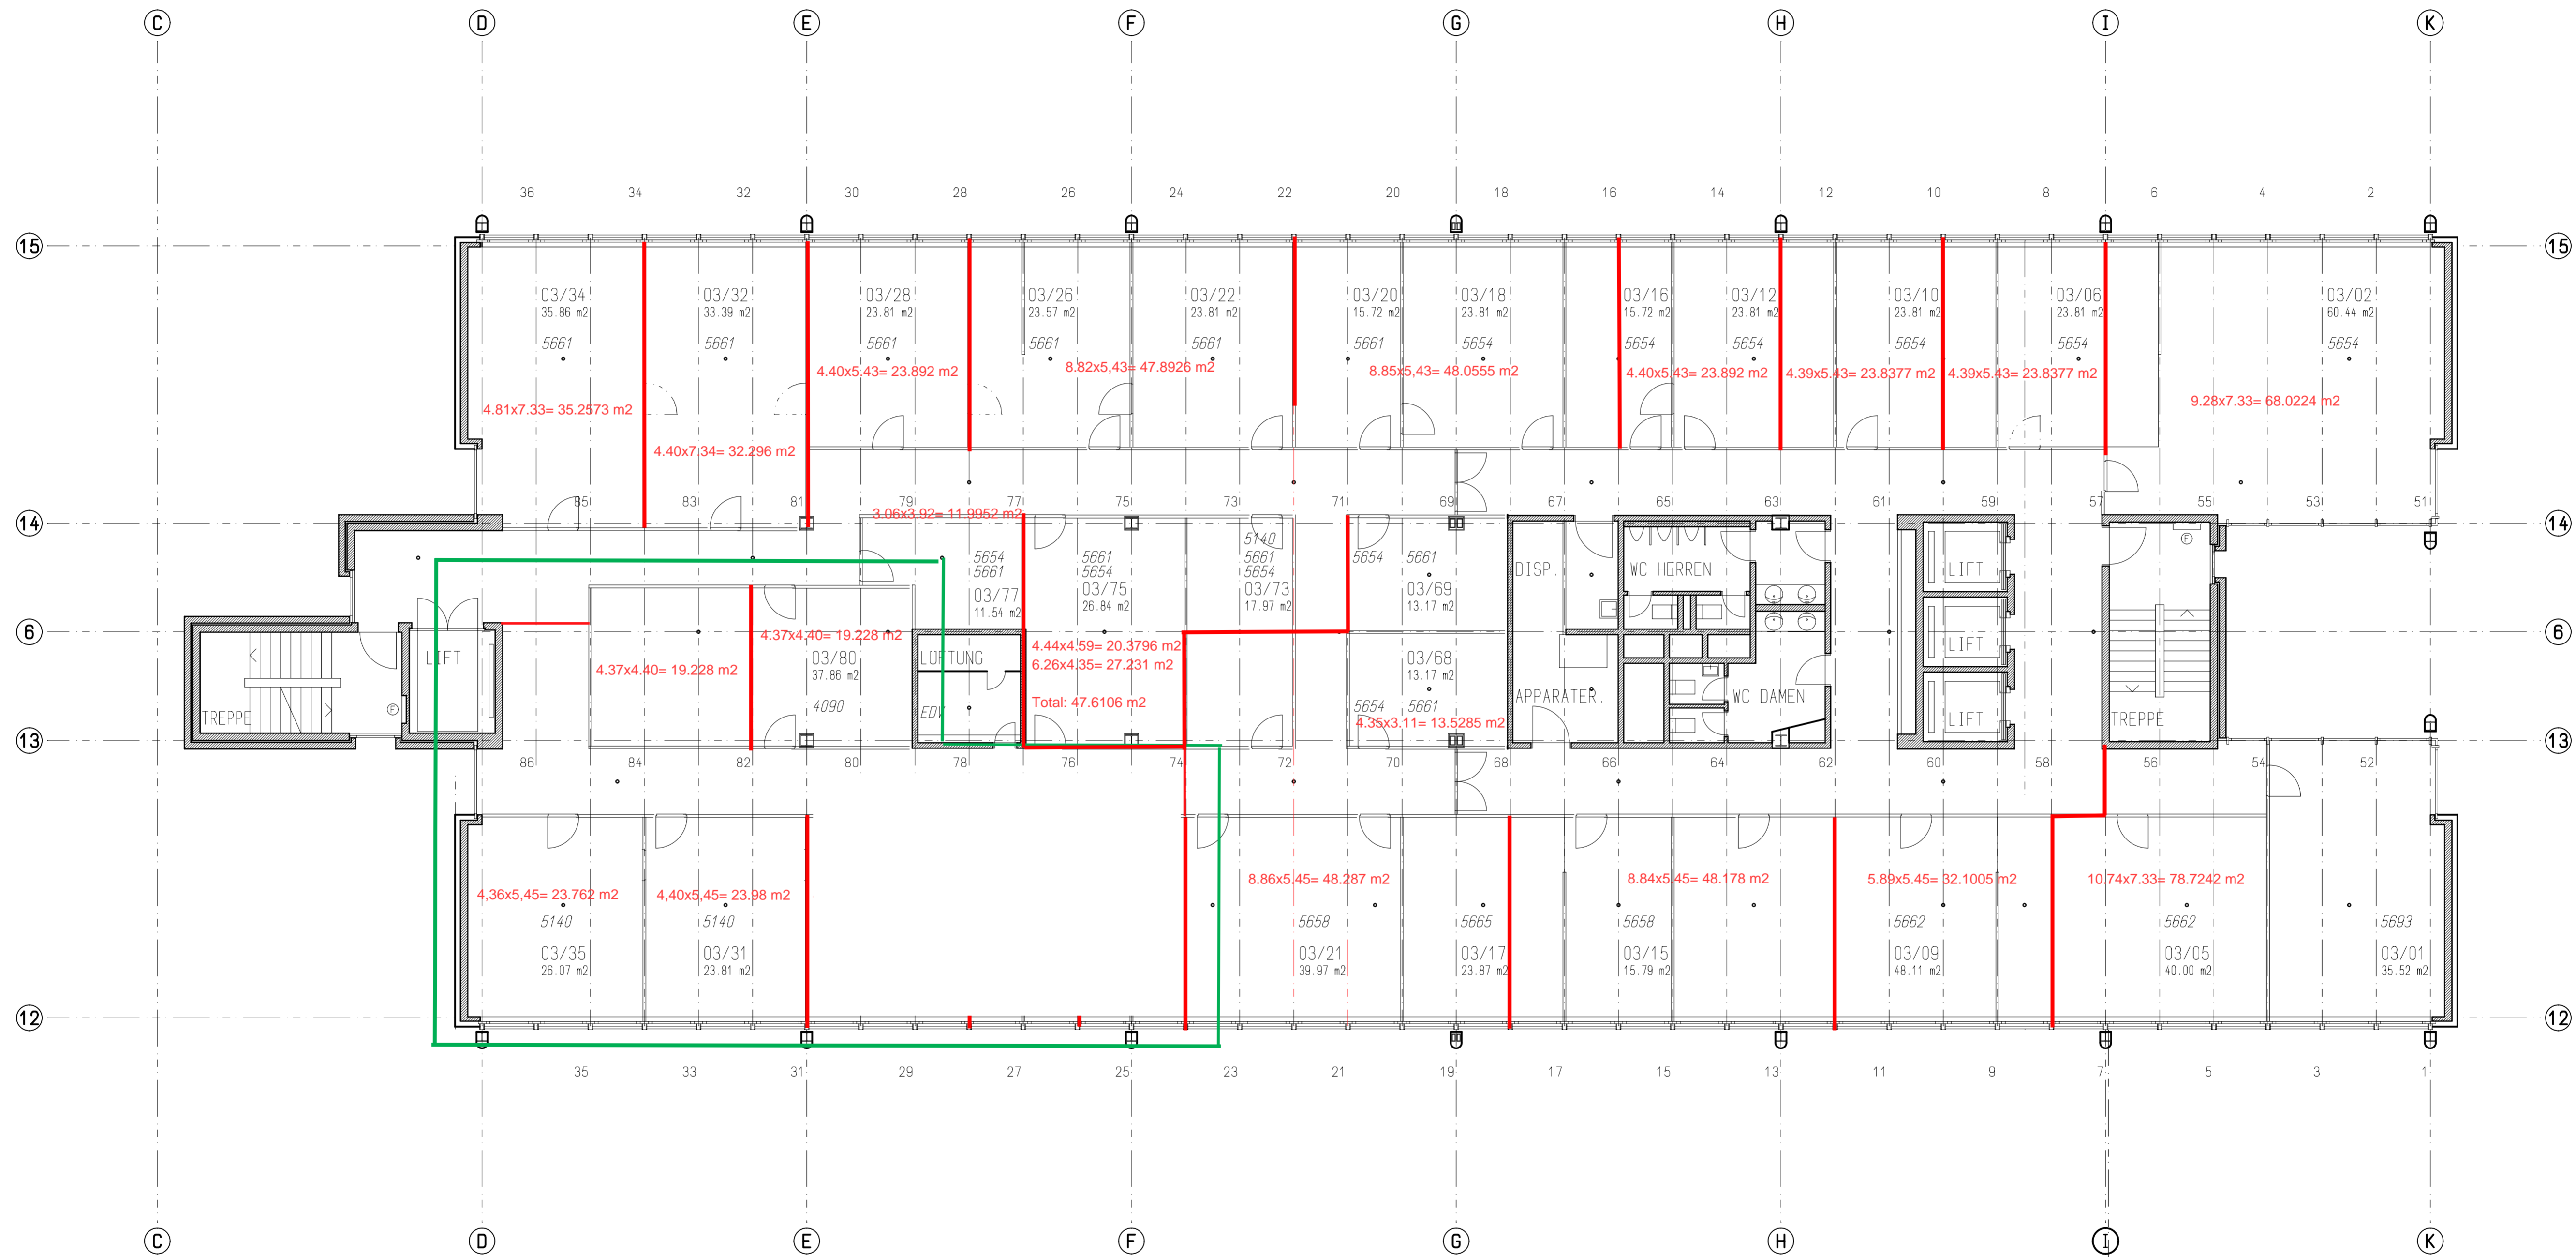 C D E F G H I K
36 34 32 30 28 26 24 22 20 18 16 14 12 10 8 6 4 2
15 15
03/34 03/32 03/28 03/26 03/22 03/20 03/18 03/16 03/12 03/10 03/06 03/02
35.86 m2 33.39 m2 23.81 m2 23.57 m2 23.81 m2 15.72 m2 23.81 m2 15.72 m2 23.81 m2 23.81 m2 23.81 m2 60.44 m2
5661 5661 5661 5661 5661 5661 5654 5654 5654 5654 5654 5654
4.40x5.43= 23.892 m2 8.82x5,43= 47.8926 m2 8.85x5,43= 48.0555 m2 4.40x5.43= 23.892 m2 4.39x5.43= 23.8377 m2 4.39x5.43= 23.8377 m2
4.81x7.33= 35.2573 m2 9.28x7.33= 68.0224 m2
4.40x7.34= 32.296 m2
85 83 81 79 77 75 73 71 69 67 65 63 61 59 57 55 53 51
3.06x3.92= 11.9952 m2
14 14
5140
5654 5661 5661 5654 5661
5661 5654 5654
DISP. WC HERREN LIFT
03/77 03/75 03/73 03/69
11.54 m2 26.84 m2 17.97 m2 13.17 m2
F
6 6
4.37x4.40= 19.228 m2
4.44x4.59= 20.3796 m2
LIFT 03/80 LÜFTUNG 03/68 LIFT
4.37x4.40= 19.228 m2 37.86 m2 6.26x4.35= 27.231 m2 13.17 m2
APPARATER. WC DAMEN
4090 EDV Total: 47.6106 m2 5654 5661
4.35x3.11= 13.5285 m2
TREPPE F LIFT TREPPE
13 13
86 84 82 80 78 76 74 72 70 68 66 64 62 60 58 56 54 52
4,36x5,45= 23.762 m2 4,40x5,45= 23.98 m2 8.86x5.45= 48.287 m2 8.84x5.45= 48.178 m2 5.89x5.45= 32.1005 m2 10.74x7.33= 78.7242 m2
5140 5140 5658 5665 5658 5662 5662 5693
03/35 03/31 03/21 03/17 03/15 03/09 03/05 03/01
26.07 m2 23.81 m2 39.97 m2 23.87 m2 15.79 m2 48.11 m2 40.00 m2 35.52 m2
12 12
35 33 31 29 27 25 23 21 19 17 15 13 11 9 7 5 3 1
C D E F G H I K